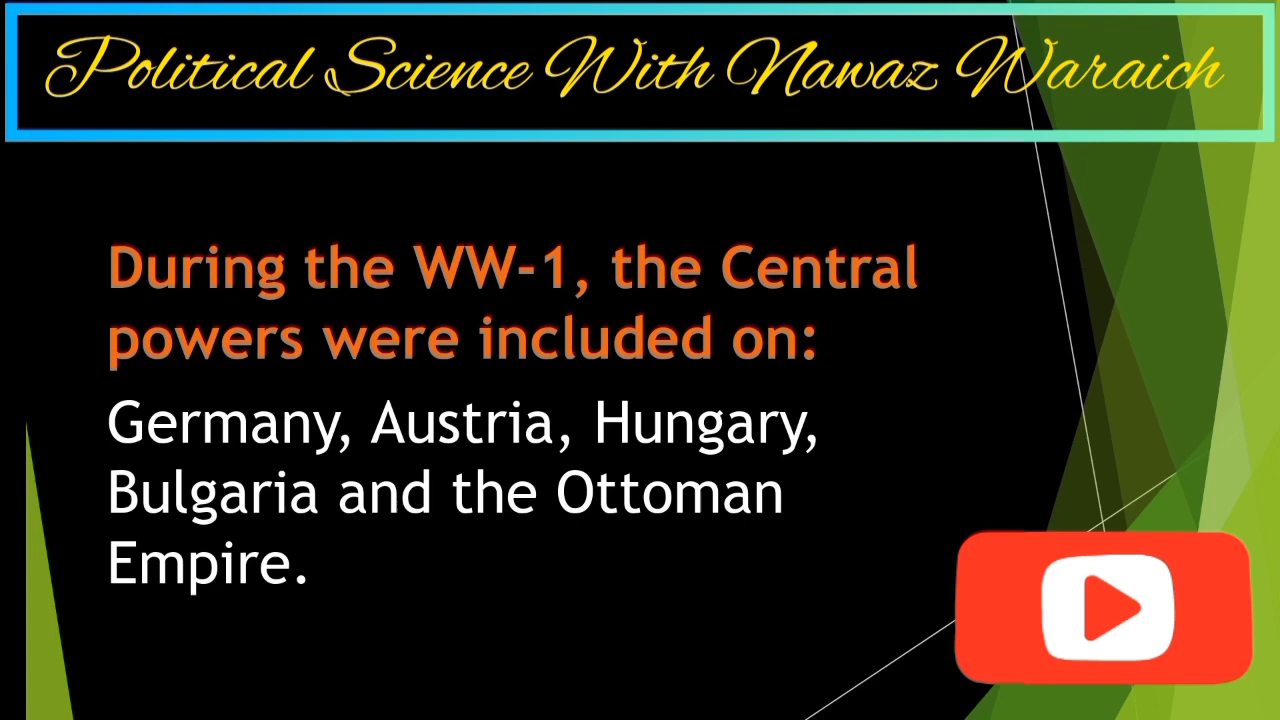 Political Science With Nawaz Waraich
During the WW-1, the Central
powers were included on:
Germany, Austria, Hungary,
Bulgaria and the Ottoman
Empire.